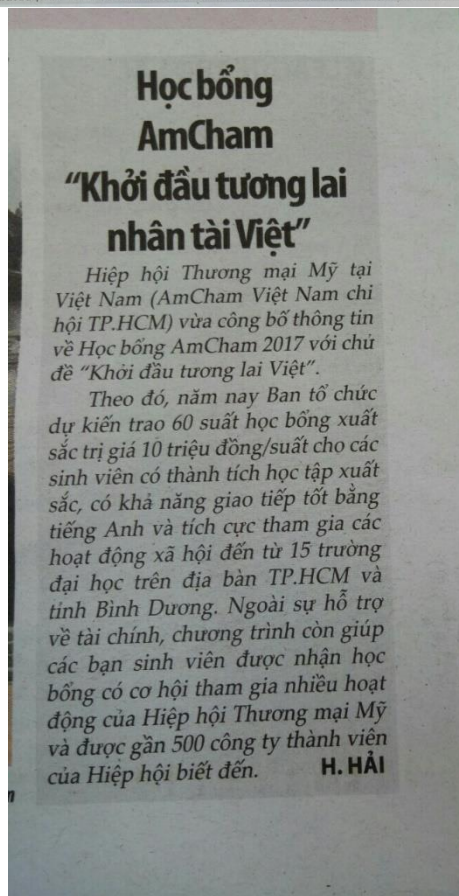 Học bổng
AmCham
“Khởi đầu tương lai
nhân tài Việt”
Hiệp hội Thương mại Mỹ tại
Việt Nam (AmCham Việt Nam chi
hội TP.HCM) vừa công bố thông tin
về Học bổng AmCham 2017 với chủ
đề “Khởi đầu tương lai Việt”.
Theo đó, năm nay Ban tổ chức
dự kiến trao 60 suất học bổng xuất
sắc trị giá 10 triệu đồng/suất cho các
sinh viên có thành tích học tập xuất
sắc, có khả năng giao tiếp tốt bằng
tiếng Anh và tích cực tham gia các
hoạt động xã hội đến từ 15 trường
đại học trên địa bàn TP.HCM và
tỉnh Bình Dương. Ngoài sự hỗ trợ
về tài chính, chương trình còn giúp
các bạn sinh viên được nhận học
bổng có cơ hội tham gia nhiều hoạt
động của Hiệp hội Thương mại Mỹ
và được gần 500 công ty thành viên
của Hiệp hội biết đến. H. HẢI